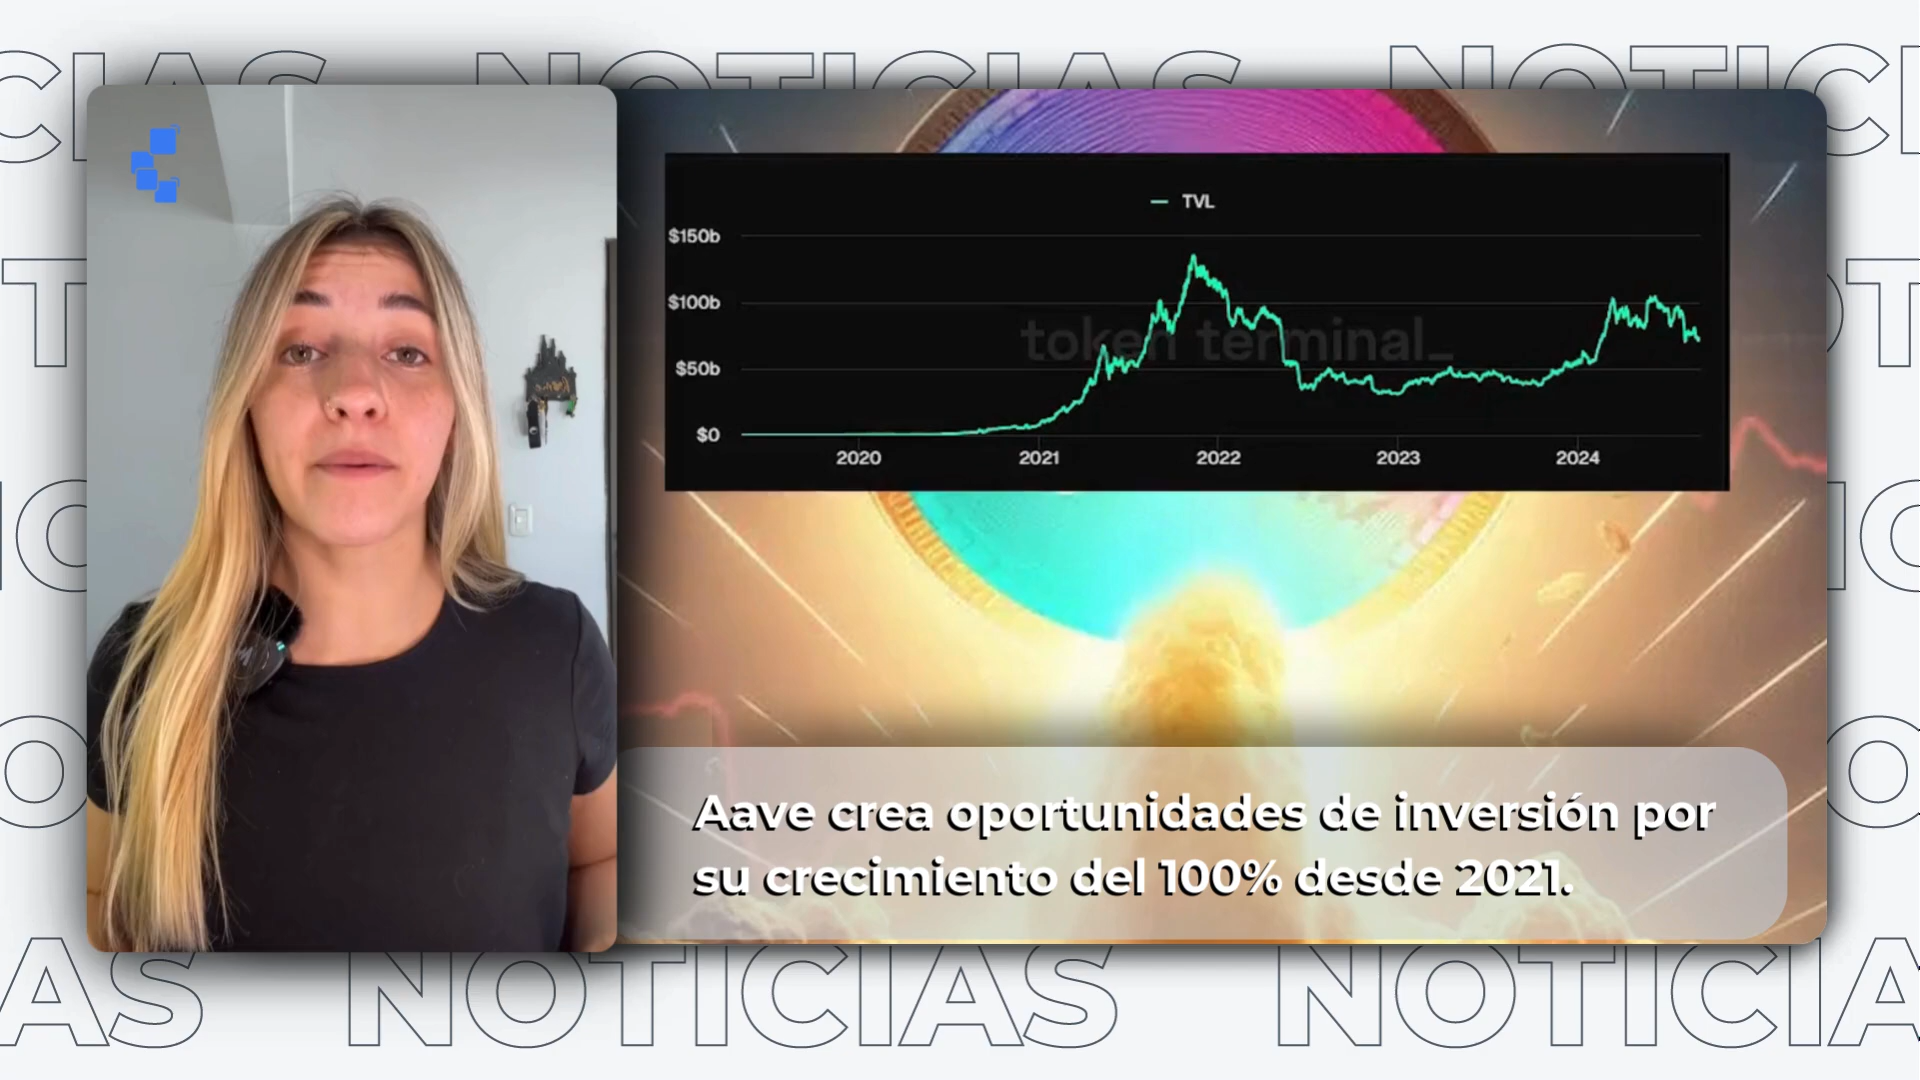 NOTICIAS
TVL
$150b
$100b
$50b
$0
token terminal_
2020 2021 2022 2023 2024
Aave crea oportunidades de inversión por
su crecimiento del 100% desde 2021.
NOTICIAS